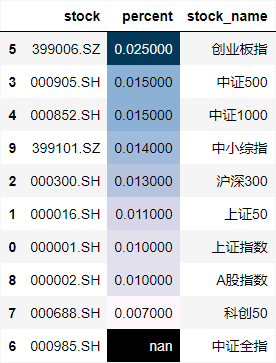 stock percent stock_name
5 399006.SZ 0.025000 创业板指
3 000905.SH 0.015000 中证500
4 000852.SH 0.015000 中证1000
9 399101.SZ 0.014000 中小综指
2 000300.SH 0.013000 沪深300
1 000016.SH 0.011000 上证50
0 000001.SH 0.010000 上证指数
8 000002.SH 0.010000 A股指数
7 000688.SH 0.007000 科创50
6 000985.SH nan 中证全指